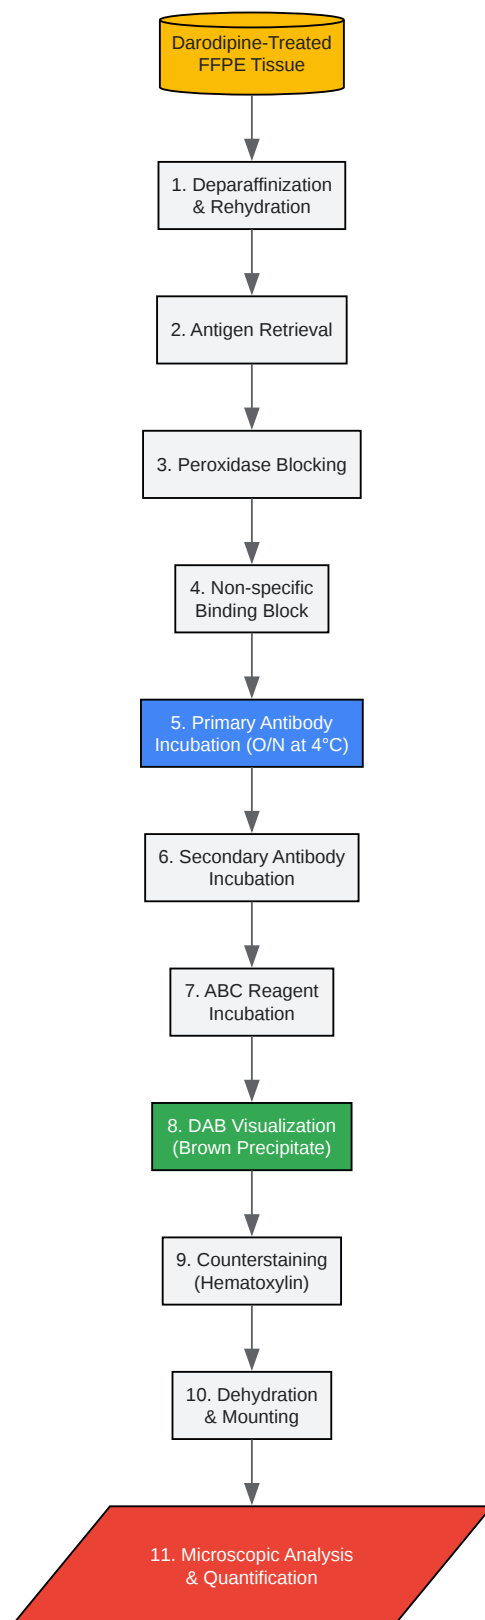 Darodipine-Treated
FFPE Tissue
1. Deparaffinization
& Rehydration
2. Antigen Retrieval
3. Peroxidase Blocking
4. Non-specific
Binding Block
5. Primary Antibody
Incubation (O/N at 4°C)
6. Secondary Antibody
Incubation
7. ABC Reagent
Incubation
8. DAB Visualization
(Brown Precipitate)
9. Counterstaining
(Hematoxylin)
10. Dehydration
& Mounting
11. Microscopic Analysis
& Quantification